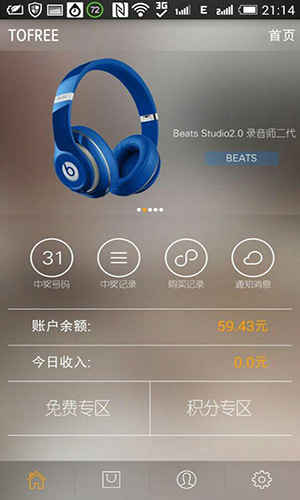 72 3G E 21:14
TOFREE 首页
Beats Studio2.0 录音师二代
BEATS
31
中奖号码 中奖记录 购买记录 通知消息
账户余额: 59.43元
今日收入: 0.0元
免费专区 积分专区